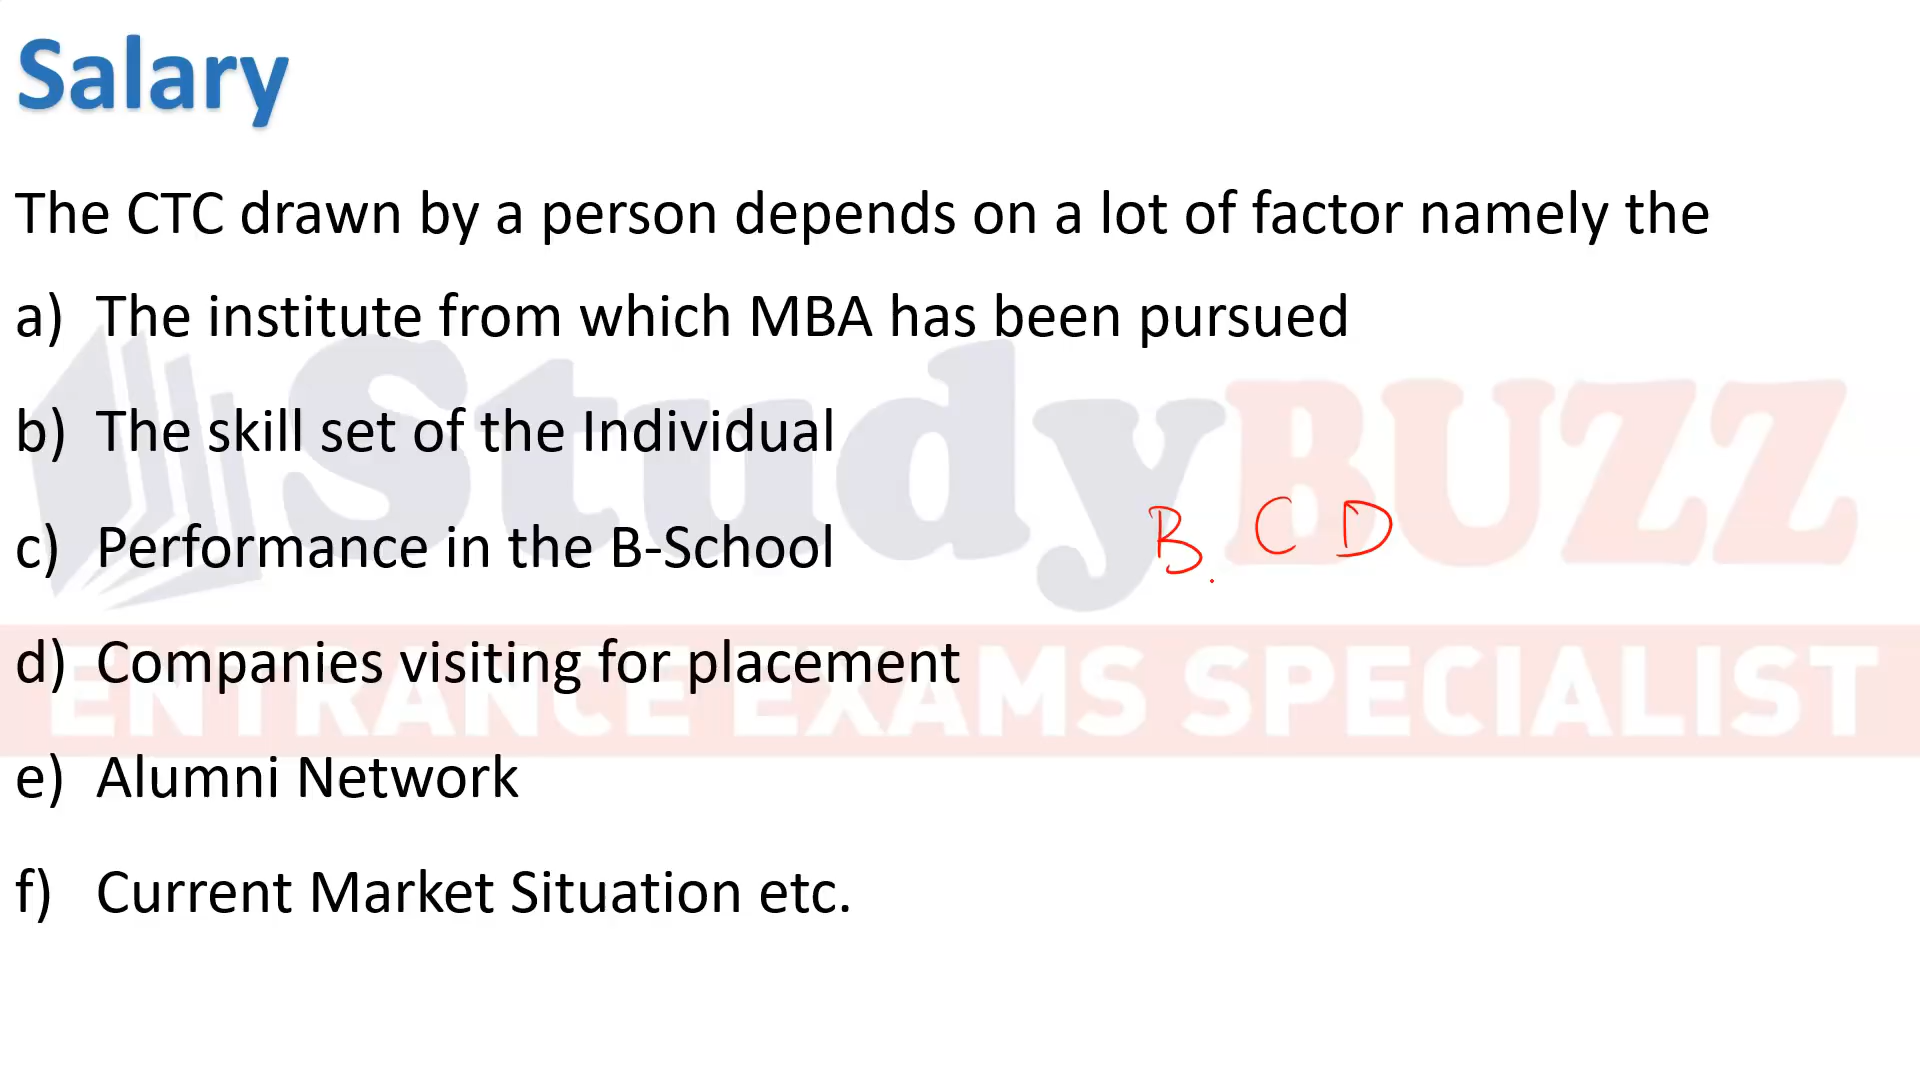 Salary
The CTC drawn by a person depends on a lot of factor namely the
a) The institute from which MBA has been pursued
b) The skill set of the Individual
c) Performance in the B-School
B. C D
d) Companies visiting for placement
e) Alumni Network
f) Current Market Situation etc.
StudyBUZZ
ENTRANCE EXAMS SPECIALIST